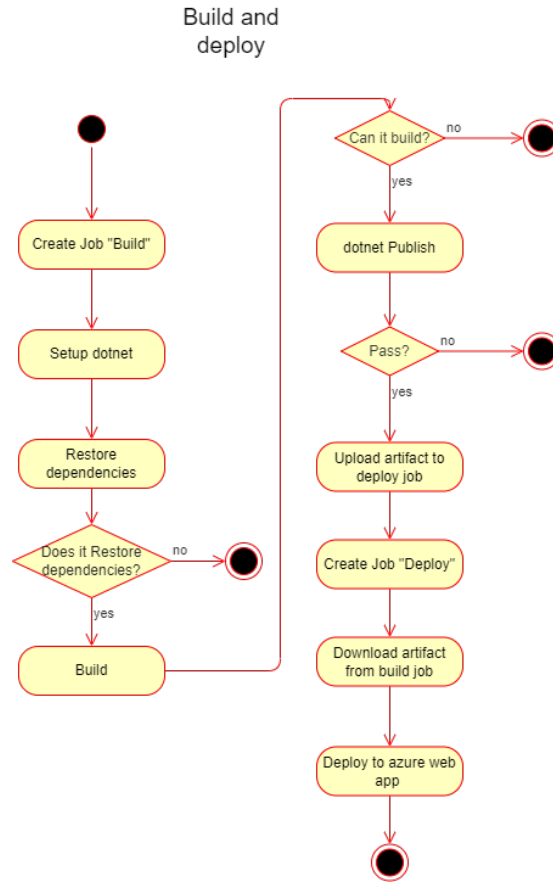 Build and
deploy
Create Job "Build"
Setup dotnet
Restore
dependencies
Does it Restore
dependencies?
no
yes
Build
Can it build?
no
yes
dotnet Publish
Pass?
no
yes
Upload artifact to
deploy job
Create Job "Deploy"
Download artifact
from build job
Deploy to azure web
app